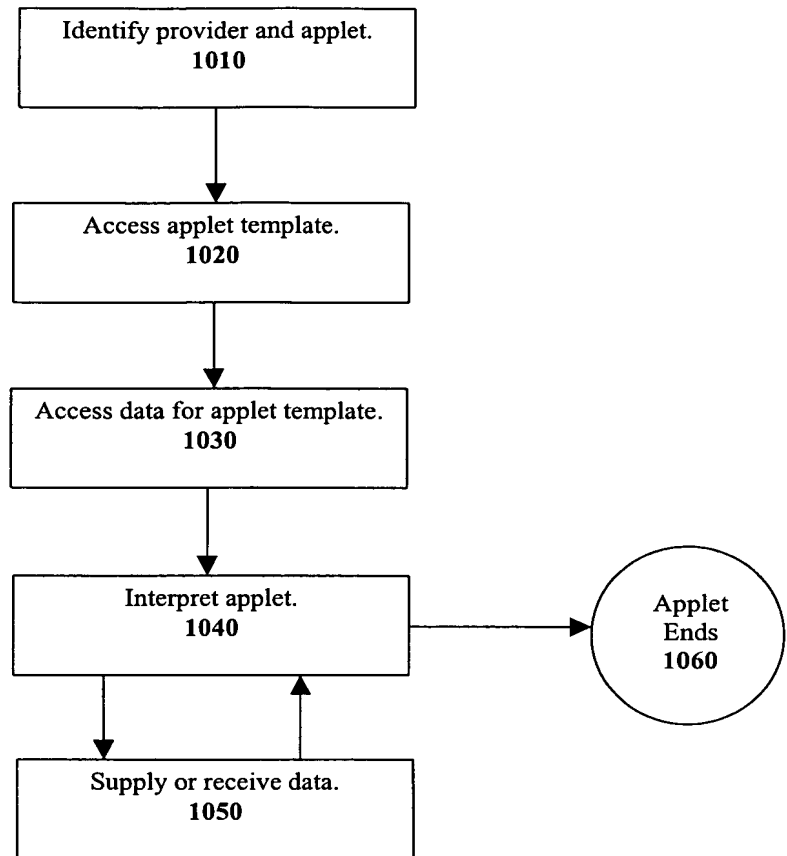 Identify provider and applet.
1010
Access applet template.
1020
Access data for applet template.
1030
Interpret applet.
1040
Applet
Ends
1060
Supply or receive data.
1050